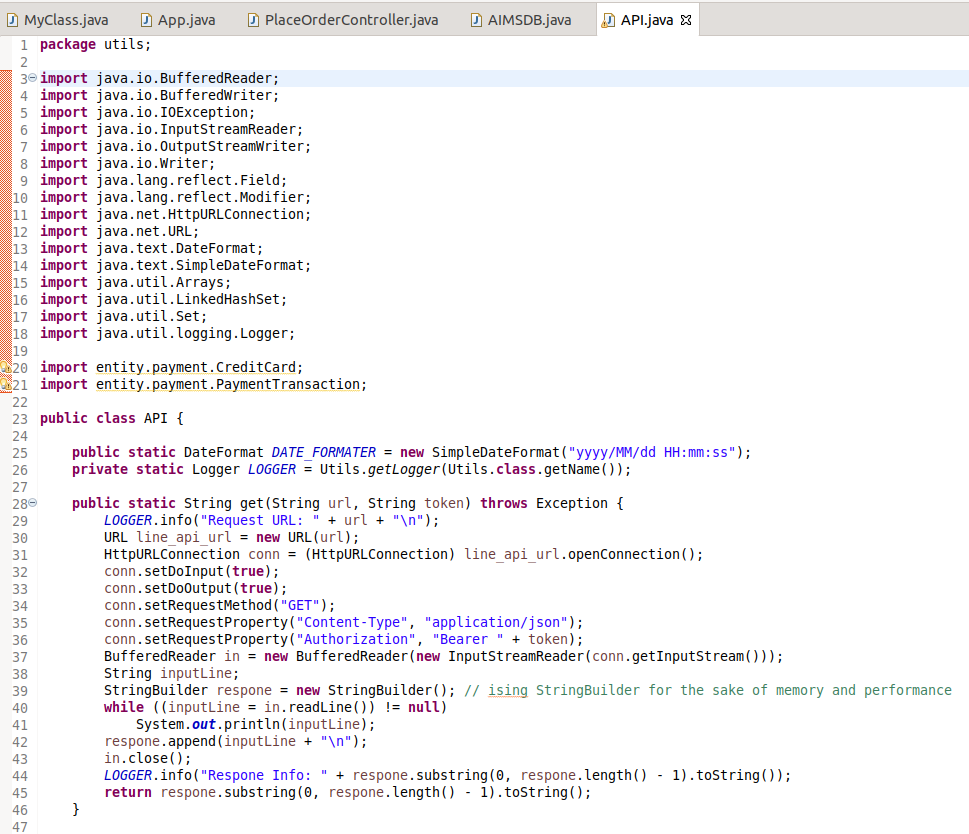 MyClass.java App.java PlaceOrderController.java AIMSDB.java API.java
1 package utils;
2
3 import java.io.BufferedReader;
4 import java.io.BufferedWriter;
5 import java.io.IOException;
6 import java.io.InputStreamReader;
7 import java.io.OutputStreamWriter;
8 import java.io.Writer;
9 import java.lang.reflect.Field;
10 import java.lang.reflect.Modifier;
11 import java.net.HttpURLConnection;
12 import java.net.URL;
13 import java.text.DateFormat;
14 import java.text.SimpleDateFormat;
15 import java.util.Arrays;
16 import java.util.LinkedHashSet;
17 import java.util.Set;
18 import java.util.logging.Logger;
19
20 import entity.payment.CreditCard;
21 import entity.payment.PaymentTransaction;
22
23 public class API {
24
25 public static DateFormat DATE_FORMATER = new SimpleDateFormat("yyyy/MM/dd HH:mm:ss");
26 private static Logger LOGGER = Utils.getLogger(Utils.class.getName());
27
28 public static String get(String url, String token) throws Exception {
29 LOGGER.info("Request URL: " + url + "\n");
30 URL line_api_url = new URL(url);
31 HttpURLConnection conn = (HttpURLConnection) line_api_url.openConnection();
32 conn.setDoInput(true);
33 conn.setDoOutput(true);
34 conn.setRequestMethod("GET");
35 conn.setRequestProperty("Content-Type", "application/json");
36 conn.setRequestProperty("Authorization", "Bearer " + token);
37 BufferedReader in = new BufferedReader(new InputStreamReader(conn.getInputStream()));
38 String inputLine;
39 StringBuilder respone = new StringBuilder(); // ising StringBuilder for the sake of memory and performance
40 while ((inputLine = in.readLine()) != null)
41 System.out.println(inputLine);
42 respone.append(inputLine + "\n");
43 in.close();
44 LOGGER.info("Respone Info: " + respone.substring(0, respone.length() - 1).toString());
45 return respone.substring(0, respone.length() - 1).toString();
46 }
47